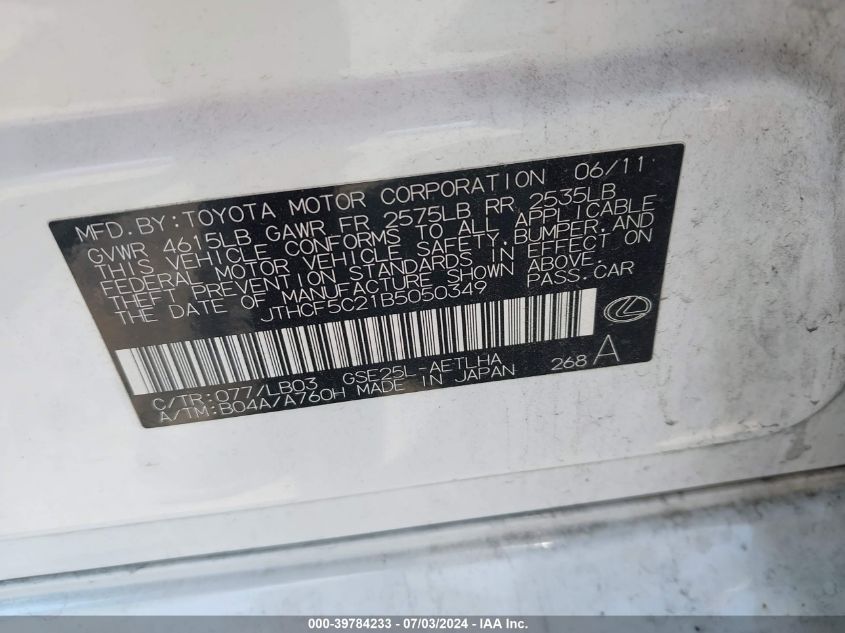 MFD.BY:TOYOTA MOTOR CORPORATION 06/11
GVWR 4615LB GAWR FR 2575LB RR 2535LB
THIS VEHICLE CONFORMS TO ALL APPLICABLE
FEDERAL MOTOR VEHICLE SAFETY,BUMPER,AND
THEFT PREVENTION STANDARDS IN EFFECT ON
THE DATE OF MANUFACTURE SHOWN ABOVE.
JTHCF5C21B5050349 PASS.CAR
C/TR:077/LB03 GSE25L-AETLHA 268A
A/TM:B04A/A760H MADE IN JAPAN
000-39784233 - 07/03/2024 - IAA Inc.